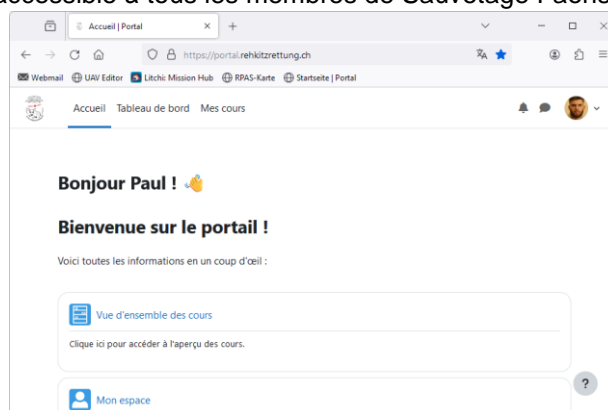 accessible à tous les membres de Sauvetage Faons
Accueil | Portal
https://portal.rehkitzrettung.ch
Webmail UAV Editor Litchi: Mission Hub RPAS-Karte Startseite | Portal
Accueil Tableau de bord Mes cours
Bonjour Paul ! 👋
Bienvenue sur le portail !
Voici toutes les informations en un coup d'œil :
Vue d'ensemble des cours
Clique ici pour accéder à l'aperçu des cours.
?
Mon espace